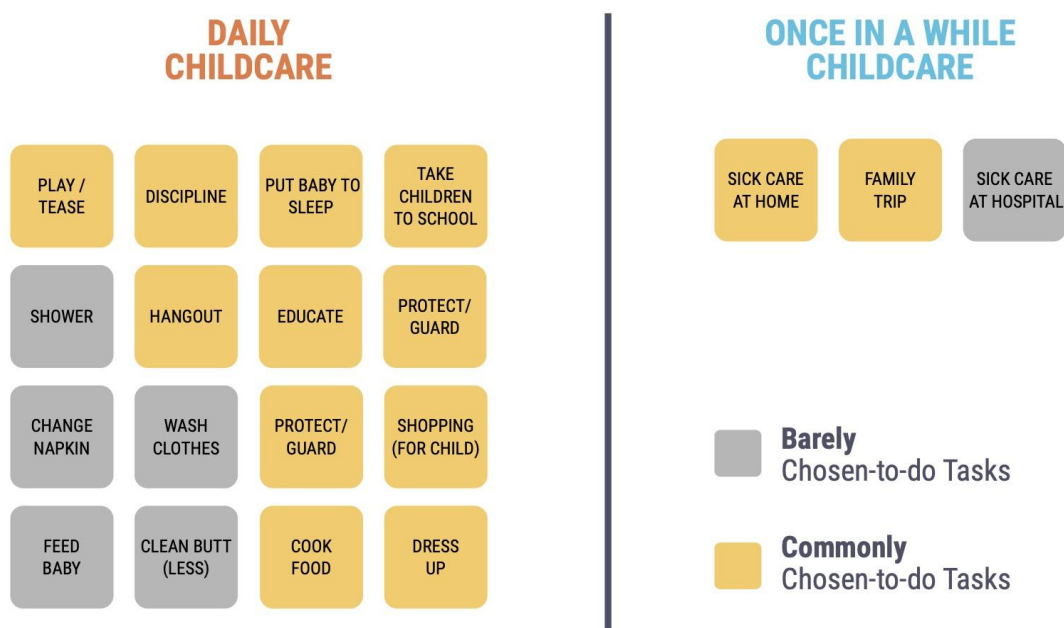 DAILY
CHILDCARE
ONCE IN A WHILE
CHILDCARE
PLAY /
TEASE
DISCIPLINE
PUT BABY TO
SLEEP
TAKE
CHILDREN
TO SCHOOL
SHOWER
HANGOUT
EDUCATE
PROTECT/
GUARD
CHANGE
NAPKIN
WASH
CLOTHES
PROTECT/
GUARD
SHOPPING
(FOR CHILD)
FEED
BABY
CLEAN BUTT
(LESS)
COOK
FOOD
DRESS
UP
SICK CARE
AT HOME
FAMILY
TRIP
SICK CARE
AT HOSPITAL
Barely
Chosen-to-do Tasks
Commonly
Chosen-to-do Tasks